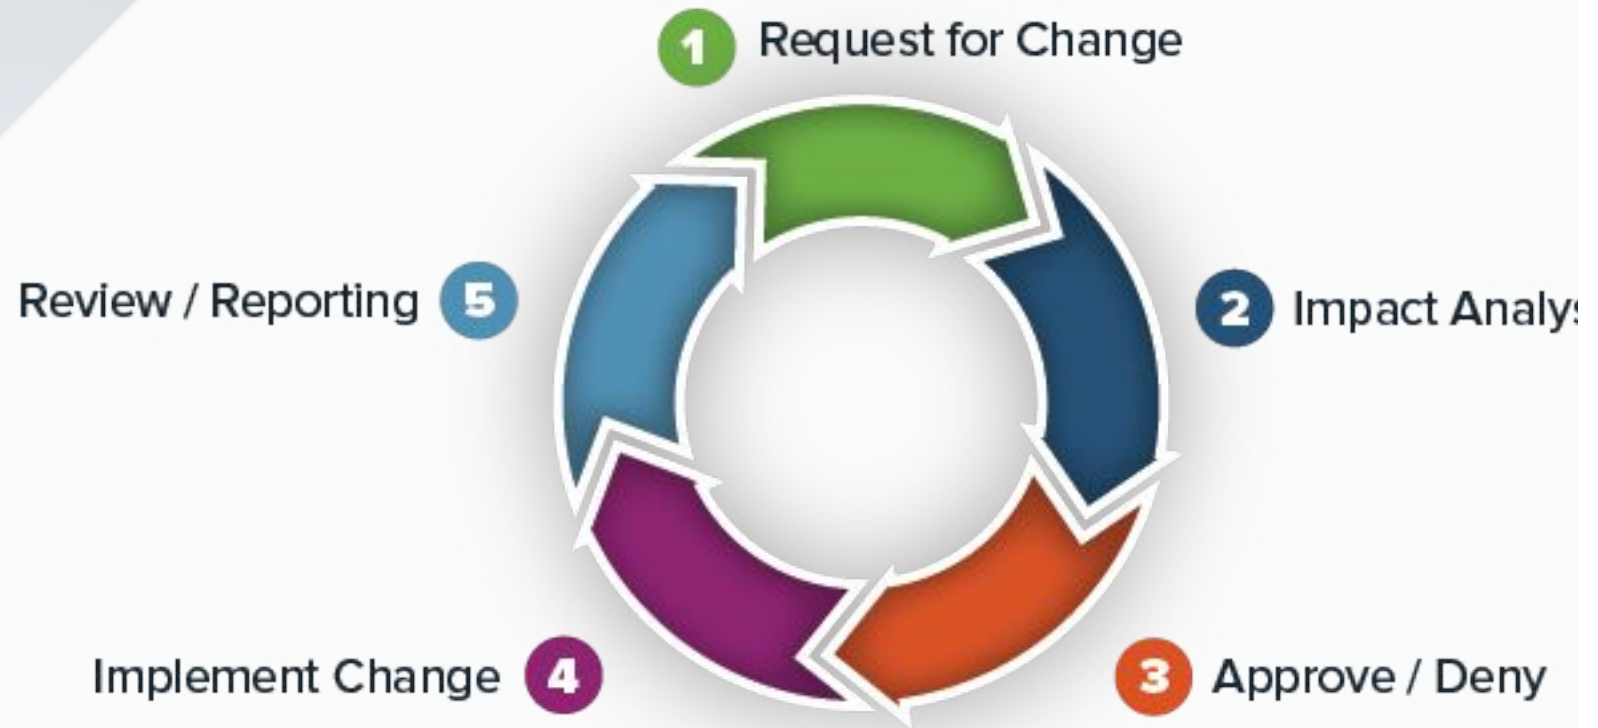 1 Request for Change
2 Impact Analys
3 Approve / Deny
4 Implement Change
5 Review / Reporting